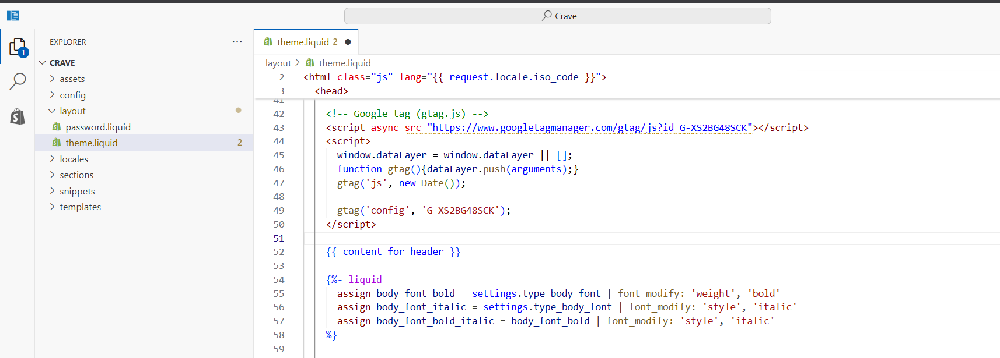 Crave
EXPLORER
CRAVE
assets
config
layout
password.liquid
theme.liquid 2
locales
sections
snippets
templates
1
theme.liquid 2
layout > theme.liquid
2 <html class="js" lang="{{ request.locale.iso_code }}">
3 <head>
41
42 <!-- Google tag (gtag.js) -->
43 <script async src="https://www.googletagmanager.com/gtag/js?id=G-XS2BG48SCK"></script>
44 <script>
45 window.dataLayer = window.dataLayer || [];
46 function gtag(){dataLayer.push(arguments);}
47 gtag('js', new Date());
48
49 gtag('config', 'G-XS2BG48SCK');
50 </script>
51
52 {{ content_for_header }}
53
54 {%- liquid
55 assign body_font_bold = settings.type_body_font | font_modify: 'weight', 'bold'
56 assign body_font_italic = settings.type_body_font | font_modify: 'style', 'italic'
57 assign body_font_bold_italic = body_font_bold | font_modify: 'style', 'italic'
58 %}
59